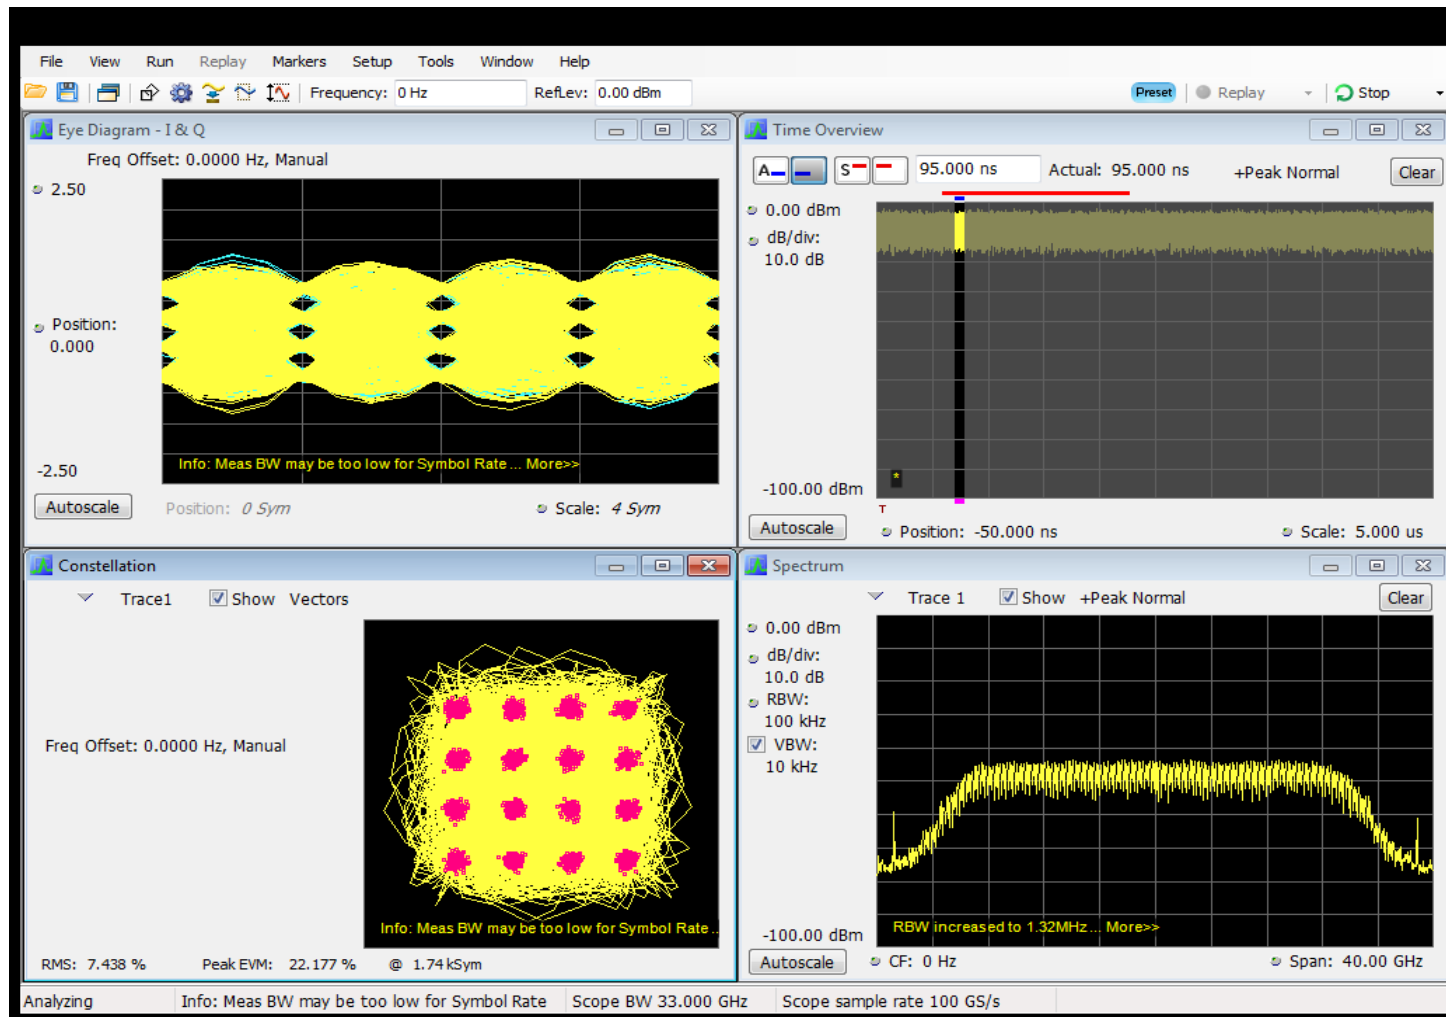 File View Run Replay Markers Setup Tools Window Help
Frequency: 0 Hz RefLev: 0.00 dBm Preset Replay Stop
Eye Diagram - I & Q
Freq Offset: 0.0000 Hz, Manual
2.50
Position:
0.000
-2.50
Info: Meas BW may be too low for Symbol Rate ... More>>
Autoscale Position: 0 Sym Scale: 4 Sym
Time Overview
A S 95.000 ns Actual: 95.000 ns +Peak Normal Clear
0.00 dBm
dB/div:
10.0 dB
-100.00 dBm
*
T
Autoscale Position: -50.000 ns Scale: 5.000 us
Constellation
Trace1 Show Vectors
Freq Offset: 0.0000 Hz, Manual
Info: Meas BW may be too low for Symbol Rate ..
RMS: 7.438 % Peak EVM: 22.177 % @ 1.74 kSym
Spectrum
Trace 1 Show +Peak Normal Clear
0.00 dBm
dB/div:
10.0 dB
RBW:
100 kHz
VBW:
10 kHz
-100.00 dBm
RBW increased to 1.32MHz ... More>>
Autoscale CF: 0 Hz Span: 40.00 GHz
Analyzing Info: Meas BW may be too low for Symbol Rate Scope BW 33.000 GHz Scope sample rate 100 GS/s